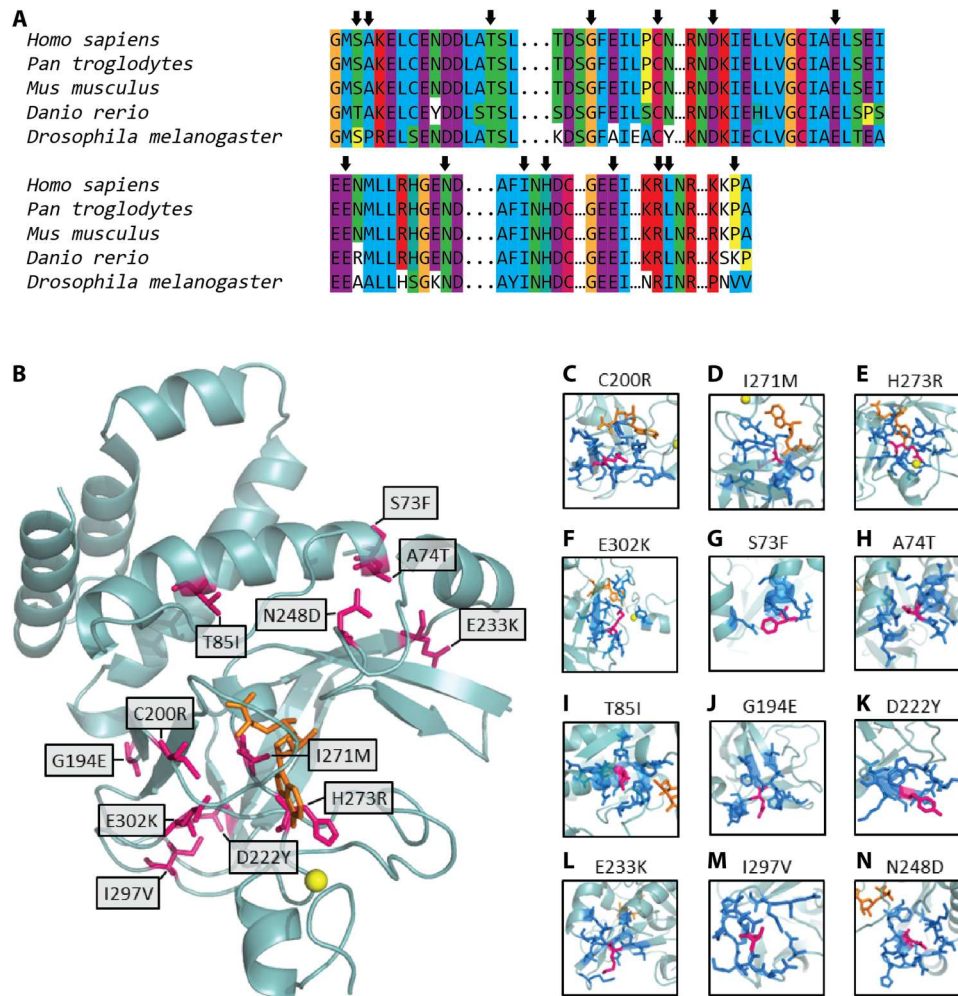 A
Homo sapiens GMSAKELCENDDLATSL...TDSGFEILPCN…RNDKIELLVGCIAELSEI
Pan troglodytes GMSAKELCENDDLATSL...TDSGFEILPCN…RNDKIELLVGCIAELSEI
Mus musculus GMSAKELCENDDLATSL...TDSGFEILPCN…RNDKIELLVGCIAELSEI
Danio rerio GMTAKELCEYDDLSTSL...SDSGFEILSCN…RNDKIELHVGCIAELSPS
Drosophila melanogaster GMSPRELSENDDLATSL...KDSGFAIEACY…KNDKIECLVGCIAELTEA
Homo sapiens EENMLLRHGEND...AFINHDC…GEEI…KRLNR…KKPA
Pan troglodytes EENMLLRHGEND...AFINHDC…GEEI…KRLNR…KKPA
Mus musculus EENMLLRHGEND...AFINHDC…GEEI…KRLNR…RKPA
Danio rerio EERMLLRHGEND...AFINHDC…GEEI…KRLNR…KSKP
Drosophila melanogaster EEAALLHSGKND...AYINHDC…GEEI…NRINR…PNVV
B
S73F
A74T
N248D
E233K
T85I
C200R
G194E
I271M
H273R
E302K
D222Y
I297V
C C200R
D I271M
E H273R
F E302K
G S73F
H A74T
I T85I
J G194E
K D222Y
L E233K
M I297V
N N248D